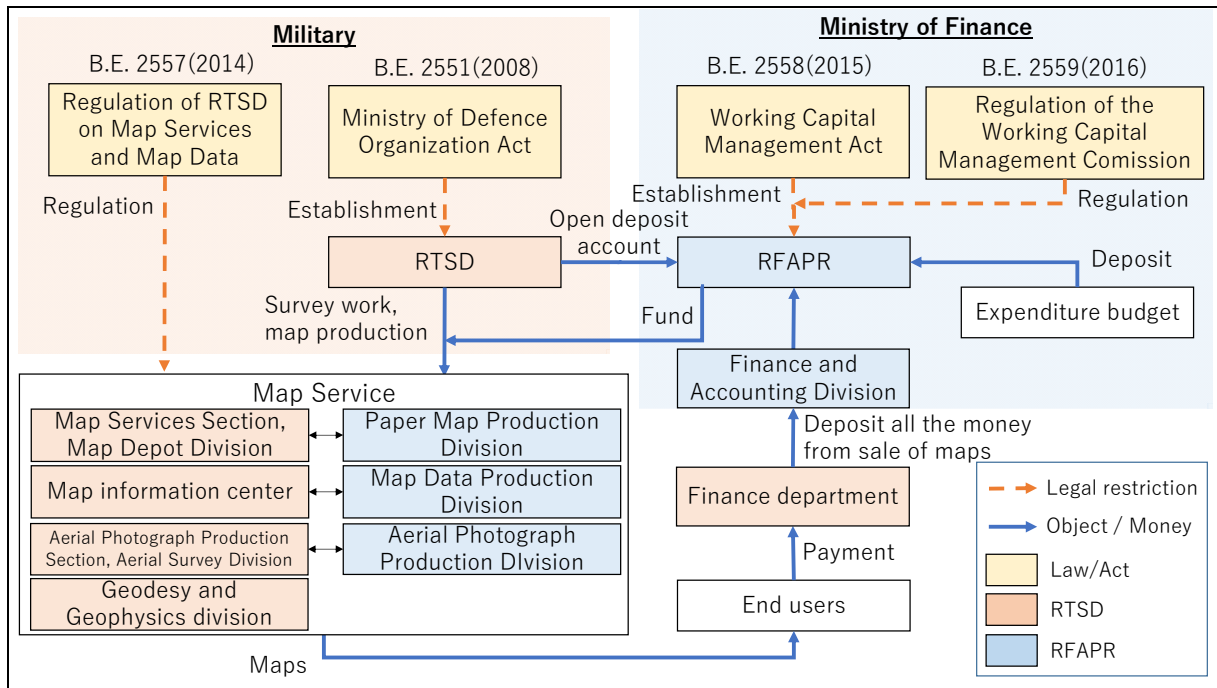 Military
Ministry of Finance
B.E. 2557(2014)
B.E. 2551(2008)
B.E. 2558(2015)
B.E. 2559(2016)
Regulation of RTSD
on Map Services
and Map Data
Ministry of Defence
Organization Act
Working Capital
Management Act
Regulation of the
Working Capital
Management Comission
Regulation
Establishment
Open deposit
account
Establishment
Regulation
RTSD
RFAPR
Deposit
Survey work,
map production
Fund
Expenditure budget
Finance and
Accounting Division
Map Service
Map Services Section,
Map Depot Division
Paper Map Production
Division
Map information center
Map Data Production
Division
Aerial Photograph Production
Section, Aerial Survey Division
Aerial Photograph
Production DIvision
Geodesy and
Geophysics division
Deposit all the money
from sale of maps
Finance department
Payment
End users
Maps
Legal restriction
Object / Money
Law/Act
RTSD
RFAPR